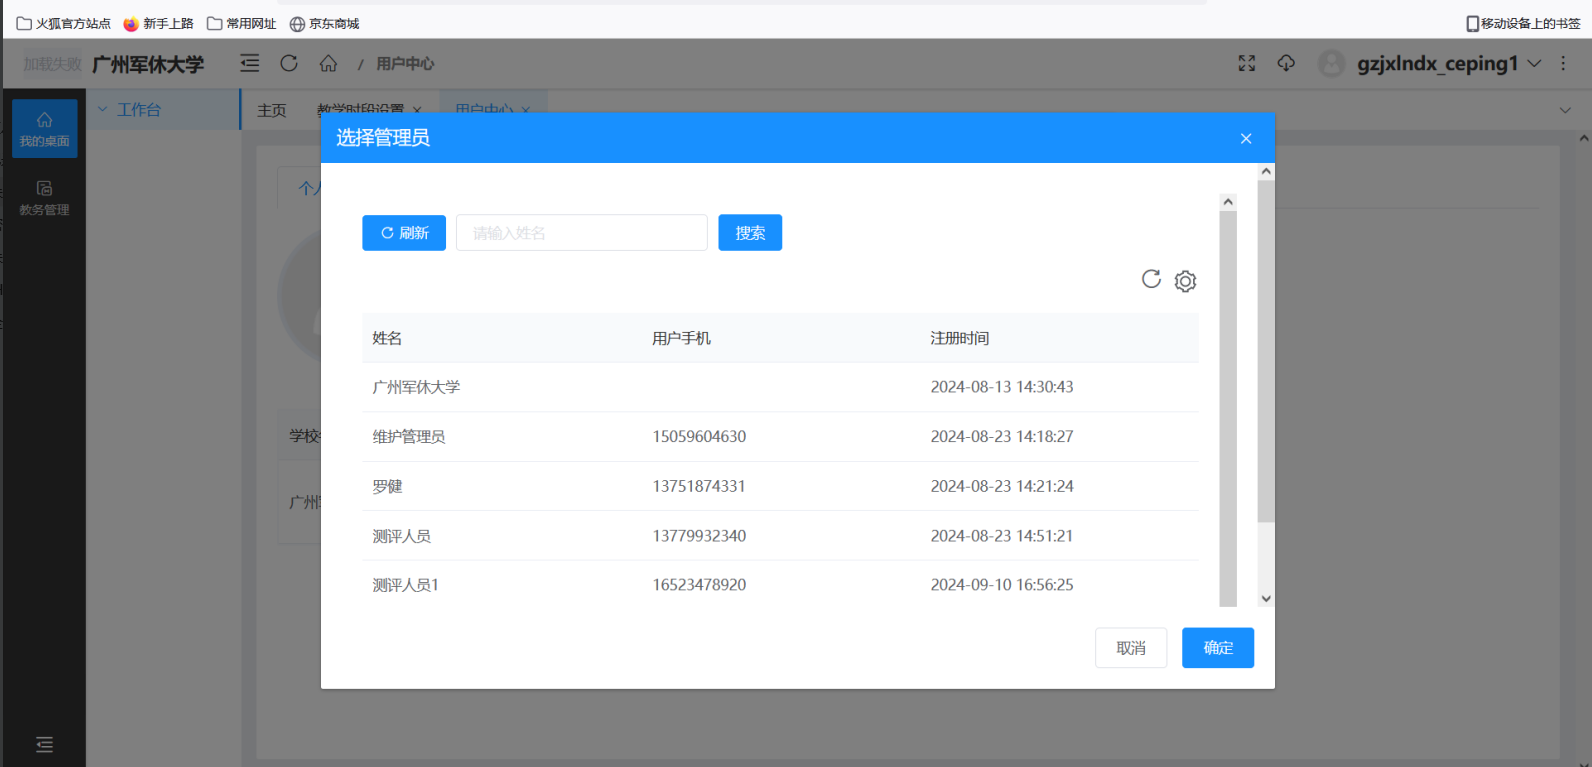 火狐官方站点 新手上路 常用网址 京东商城 移动设备上的书签
加载失败 广州军休大学 / 用户中心 gzjxlndx_ceping1
工作台 主页 教学时段设置 × 用户中心 ×
我的桌面
教务管理
选择管理员
个人
刷新 请输入姓名 搜索
姓名 用户手机 注册时间
广州军休大学 2024-08-13 14:30:43
维护管理员 15059604630 2024-08-23 14:18:27
学校
罗健 13751874331 2024-08-23 14:21:24
广州
测评人员 13779932340 2024-08-23 14:51:21
测评人员1 16523478920 2024-09-10 16:56:25
取消 确定